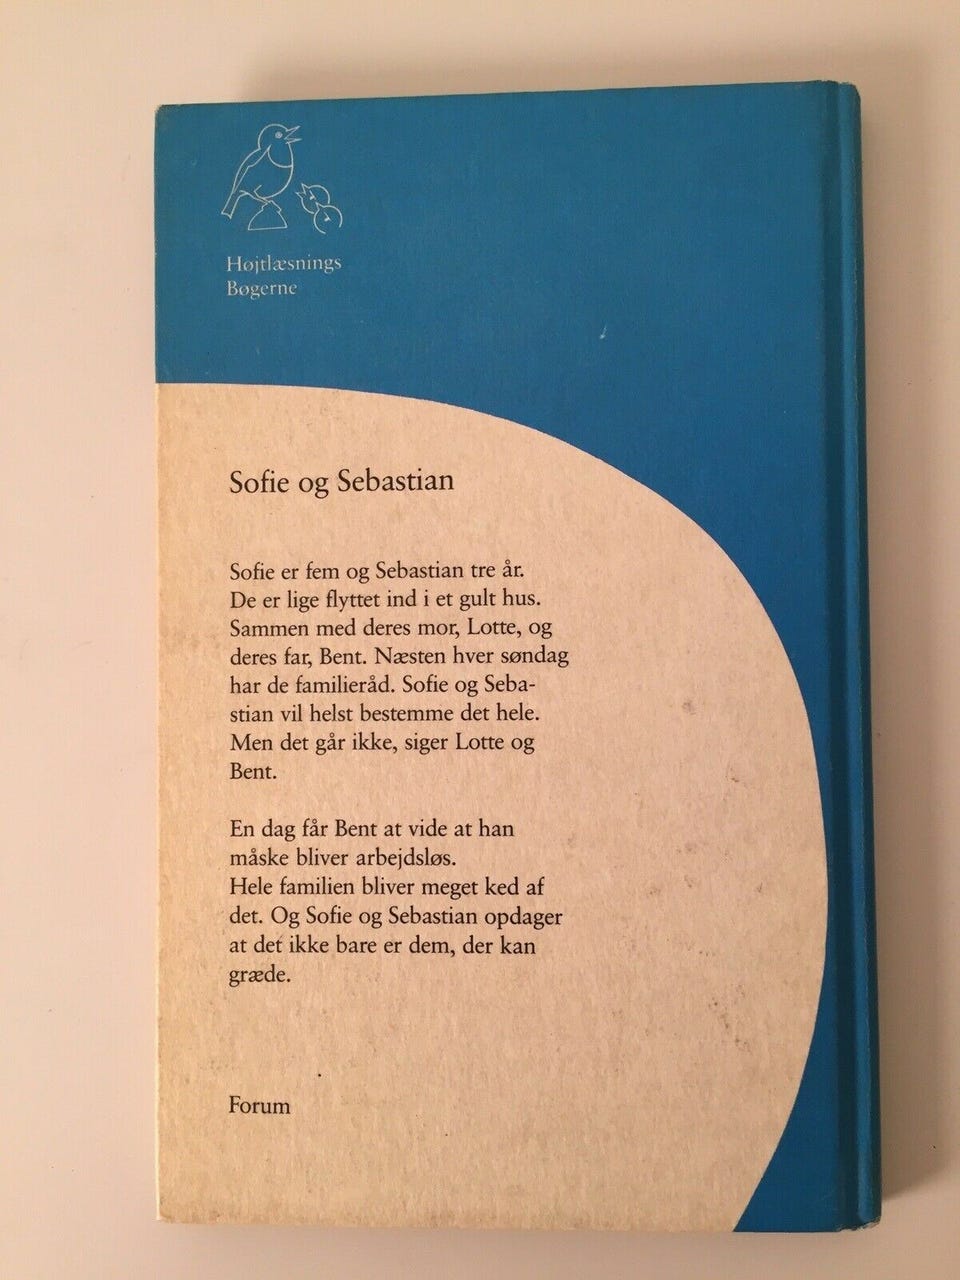 Højtlæsnings
Bøgerne
Sofie og Sebastian
Sofie er fem og Sebastian tre år.
De er lige flyttet ind i et gult hus.
Sammen med deres mor, Lotte, og
deres far, Bent. Næsten hver søndag
har de familieråd. Sofie og Seba-
stian vil helst bestemme det hele.
Men det går ikke, siger Lotte og
Bent.
En dag får Bent at vide at han
måske bliver arbejdsløs.
Hele familien bliver meget ked af
det. Og Sofie og Sebastian opdager
at det ikke bare er dem, der kan
græde.
Forum